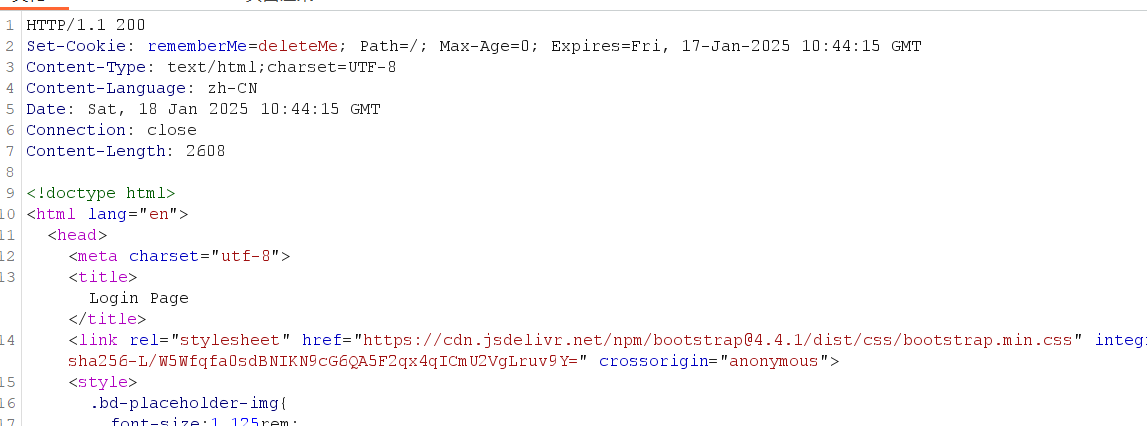 1 HTTP/1.1 200
2 Set-Cookie: rememberMe=deleteMe; Path=/; Max-Age=0; Expires=Fri, 17-Jan-2025 10:44:15 GMT
3 Content-Type: text/html;charset=UTF-8
4 Content-Language: zh-CN
5 Date: Sat, 18 Jan 2025 10:44:15 GMT
6 Connection: close
7 Content-Length: 2608
8
9 <!doctype html>
10 <html lang="en">
11 <head>
12 <meta charset="utf-8">
13 <title>
Login Page
</title>
14 <link rel="stylesheet" href="https://cdn.jsdelivr.net/npm/bootstrap@4.4.1/dist/css/bootstrap.min.css" integ
sha256-L/W5Wfqfa0sdBNIKN9cG6QA5F2qx4qICmU2VgLruv9Y=" crossorigin="anonymous">
15 <style>
16 .bd-placeholder-img{
17 font-size:1.125rem;